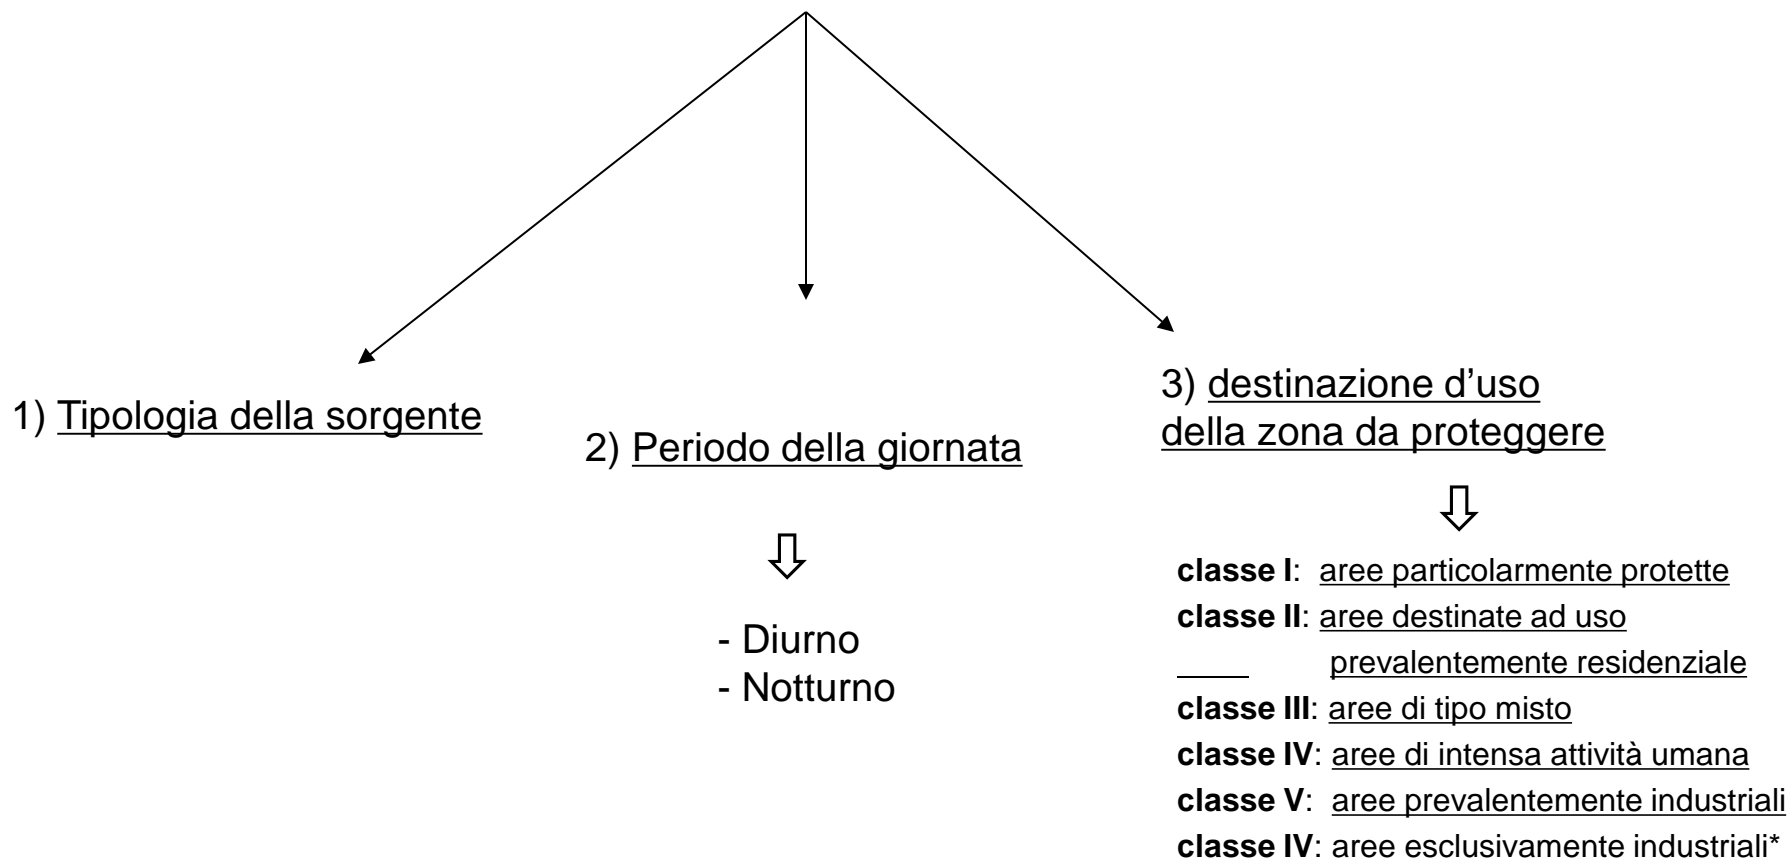 1) Tipologia della sorgente
2) Periodo della giornata
- Diurno
- Notturno
3) destinazione d’uso
della zona da proteggere
classe I: aree particolarmente protette
classe II: aree destinate ad uso
prevalentemente residenziale
classe III: aree di tipo misto
classe IV: aree di intensa attività umana
classe V: aree prevalentemente industriali
classe IV: aree esclusivamente industriali*